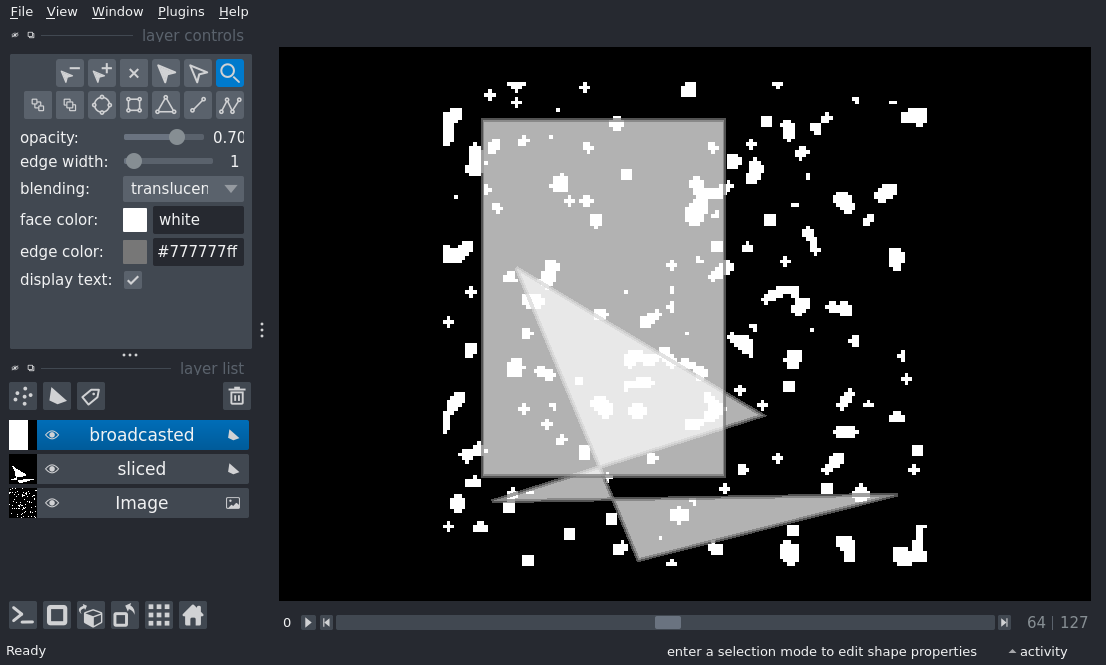 File View Window Plugins Help
layer controls
opacity: 0.70
edge width: 1
blending: translucen
face color: white
edge color: #777777ff
display text:
layer list
broadcasted
sliced
Image
0 64 | 127
Ready enter a selection mode to edit shape properties activity